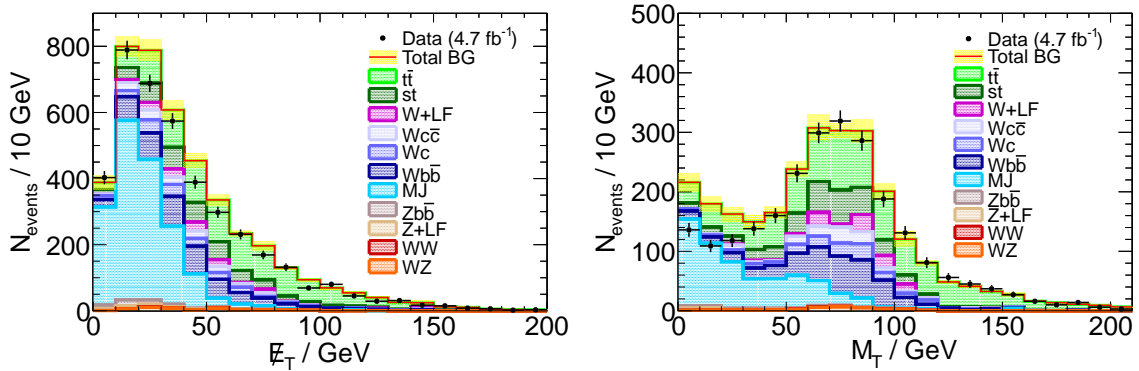 N_events / 10 GeV
800
600
400
200
0
Data (4.7 fb⁻¹)
Total BG
tt̄
st
W+LF
Wcc̄
Wc
Wbb̄
MJ
Zbb̄
Z+LF
WW
WZ
0 50 100 150 200
E̸_T / GeV
N_events / 10 GeV
500
400
300
200
100
0
Data (4.7 fb⁻¹)
Total BG
tt̄
st
W+LF
Wcc̄
Wc
Wbb̄
MJ
Zbb̄
Z+LF
WW
WZ
0 50 100 150 200
M_T / GeV